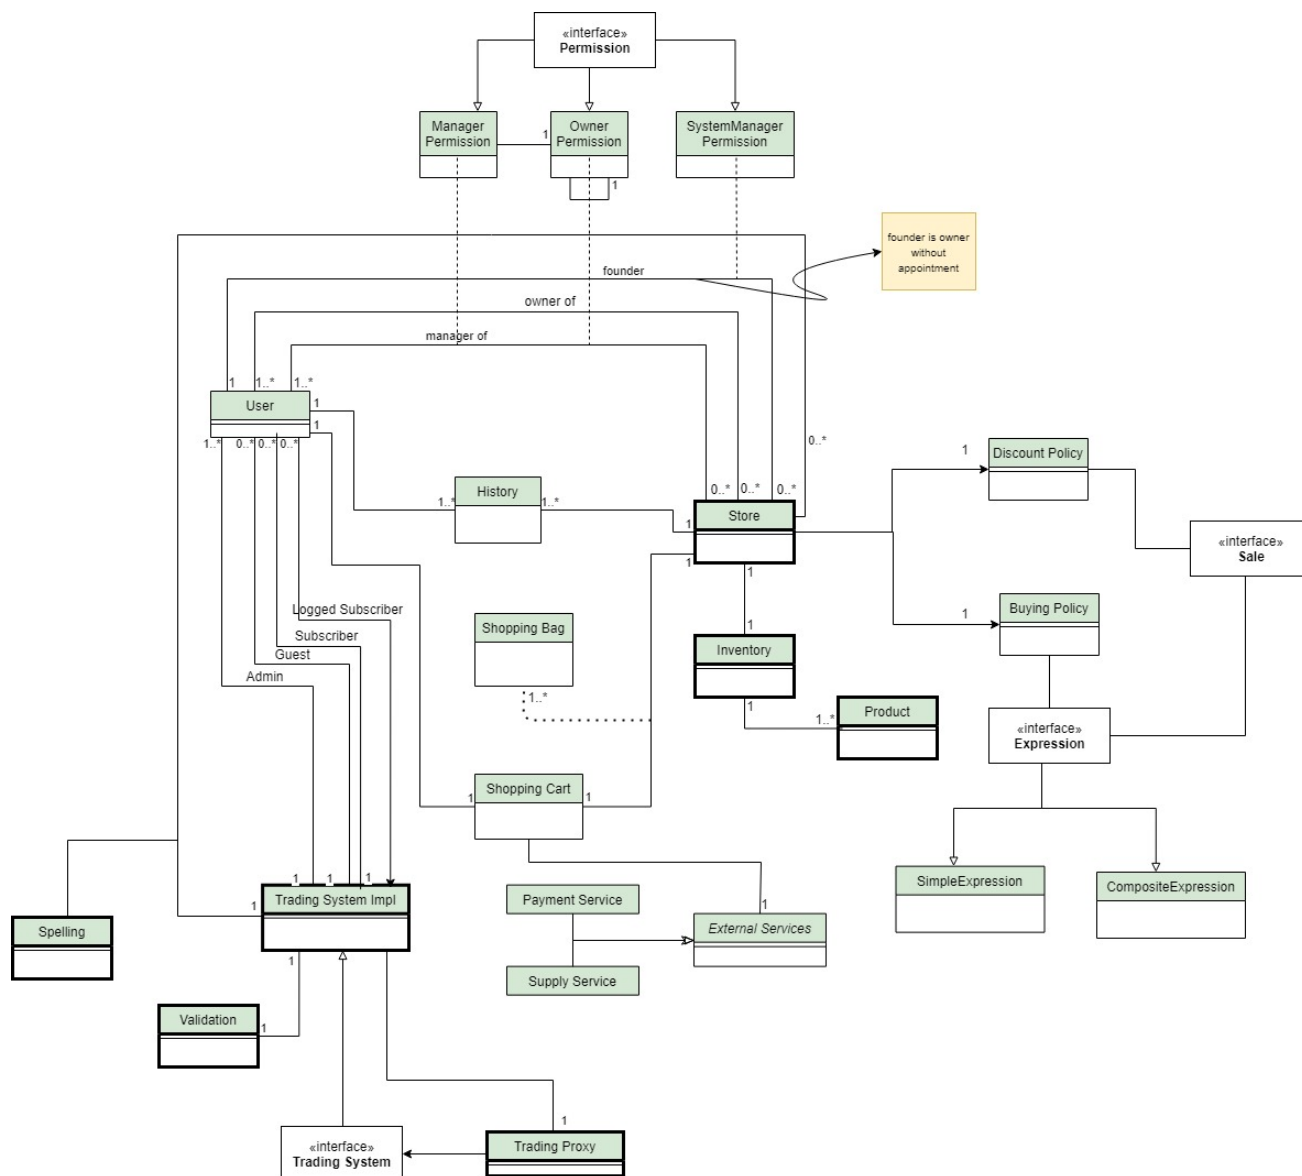 «interface»
Permission
Manager
Permission
Owner
Permission
SystemManager
Permission
1
1
founder is owner
without
appointment
founder
owner of
manager of
1
1..*
1..*
User
1
1
1..*
0..*
0..*
0..*
0..*
1
Discount Policy
History
1..*
1..*
0..*
0..*
0..*
Store
1
1
1
«interface»
Sale
Logged Subscriber
Subscriber
Guest
Admin
Shopping Bag
1..*
1
Inventory
1
1
Buying Policy
1..*
Product
«interface»
Expression
Shopping Cart
1
1
SimpleExpression
CompositeExpression
1
1
1
Trading System Impl
1
1
Payment Service
1
External Services
Supply Service
Spelling
Validation
1
1
«interface»
Trading System
Trading Proxy